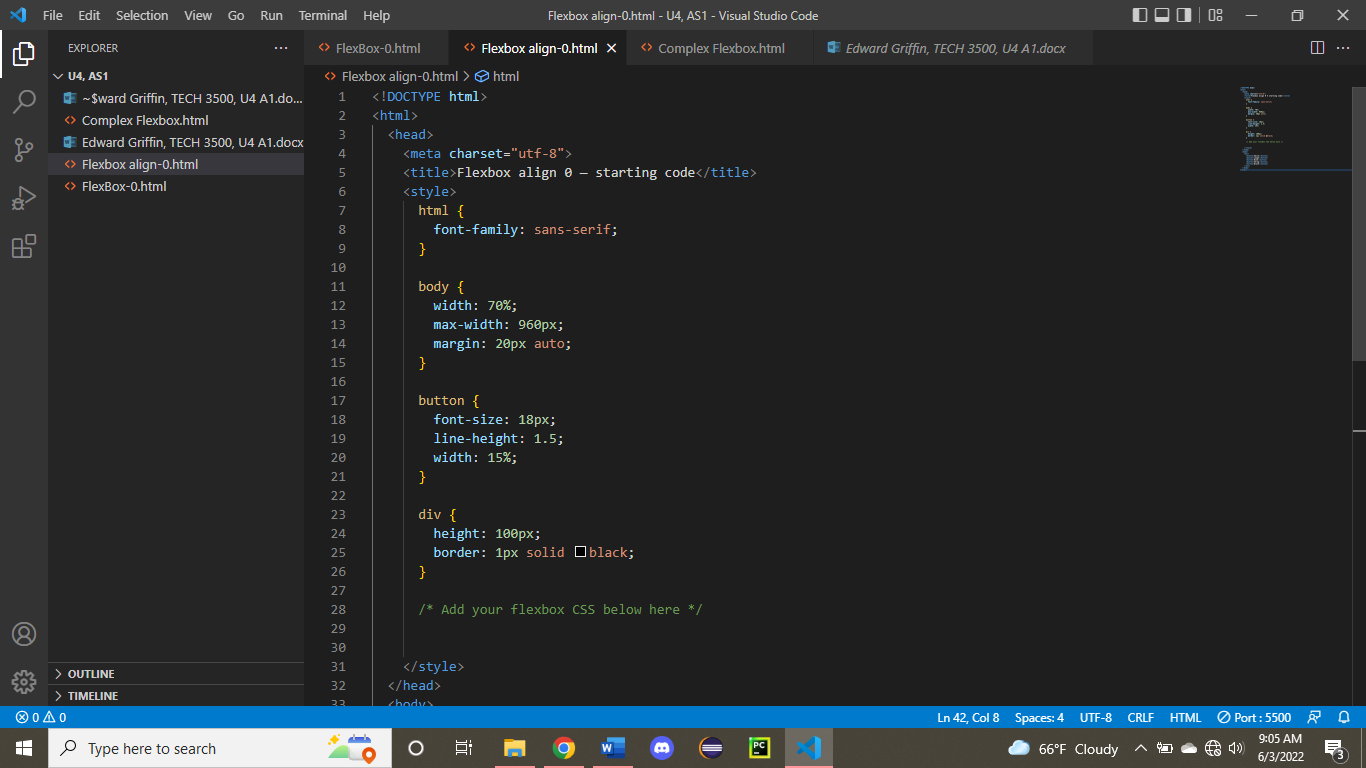 File Edit Selection View Go Run Terminal Help
Flexbox align-0.html - U4, AS1 - Visual Studio Code
EXPLORER
U4, AS1
~$ward Griffin, TECH 3500, U4 A1.do...
Complex Flexbox.html
Edward Griffin, TECH 3500, U4 A1.docx
Flexbox align-0.html
FlexBox-0.html
OUTLINE
TIMELINE
FlexBox-0.html
Flexbox align-0.html
Complex Flexbox.html
Edward Griffin, TECH 3500, U4 A1.docx
Flexbox align-0.html > html
1 <!DOCTYPE html>
2 <html>
3 <head>
4 <meta charset="utf-8">
5 <title>Flexbox align 0 — starting code</title>
6 <style>
7 html {
8 font-family: sans-serif;
9 }
10
11 body {
12 width: 70%;
13 max-width: 960px;
14 margin: 20px auto;
15 }
16
17 button {
18 font-size: 18px;
19 line-height: 1.5;
20 width: 15%;
21 }
22
23 div {
24 height: 100px;
25 border: 1px solid black;
26 }
27
28 /* Add your flexbox CSS below here */
29
30
31 </style>
32 </head>
33 <body>
0 0
Ln 42, Col 8 Spaces: 4 UTF-8 CRLF HTML Port : 5500
Type here to search
66°F Cloudy
9:05 AM
6/3/2022
3